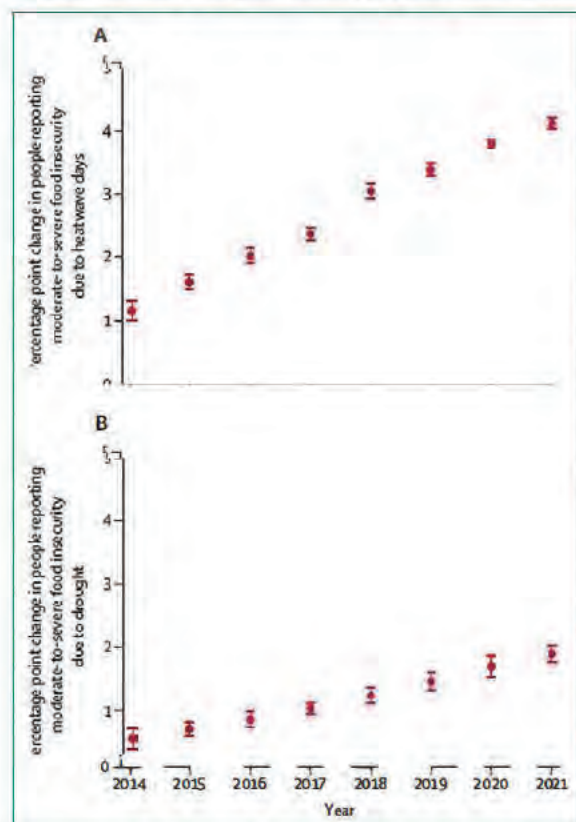 A
5
4
3
2
1
0
'ercentage point change in people reporting
moderate-to-severe food insecurity
due to heatwave days
B
5
4
3
2
1
0
ercentage point change in people reporting
moderate-to-severe food insecurity
due to drought
2014 2015 2016 2017 2018 2019 2020 2021
Year